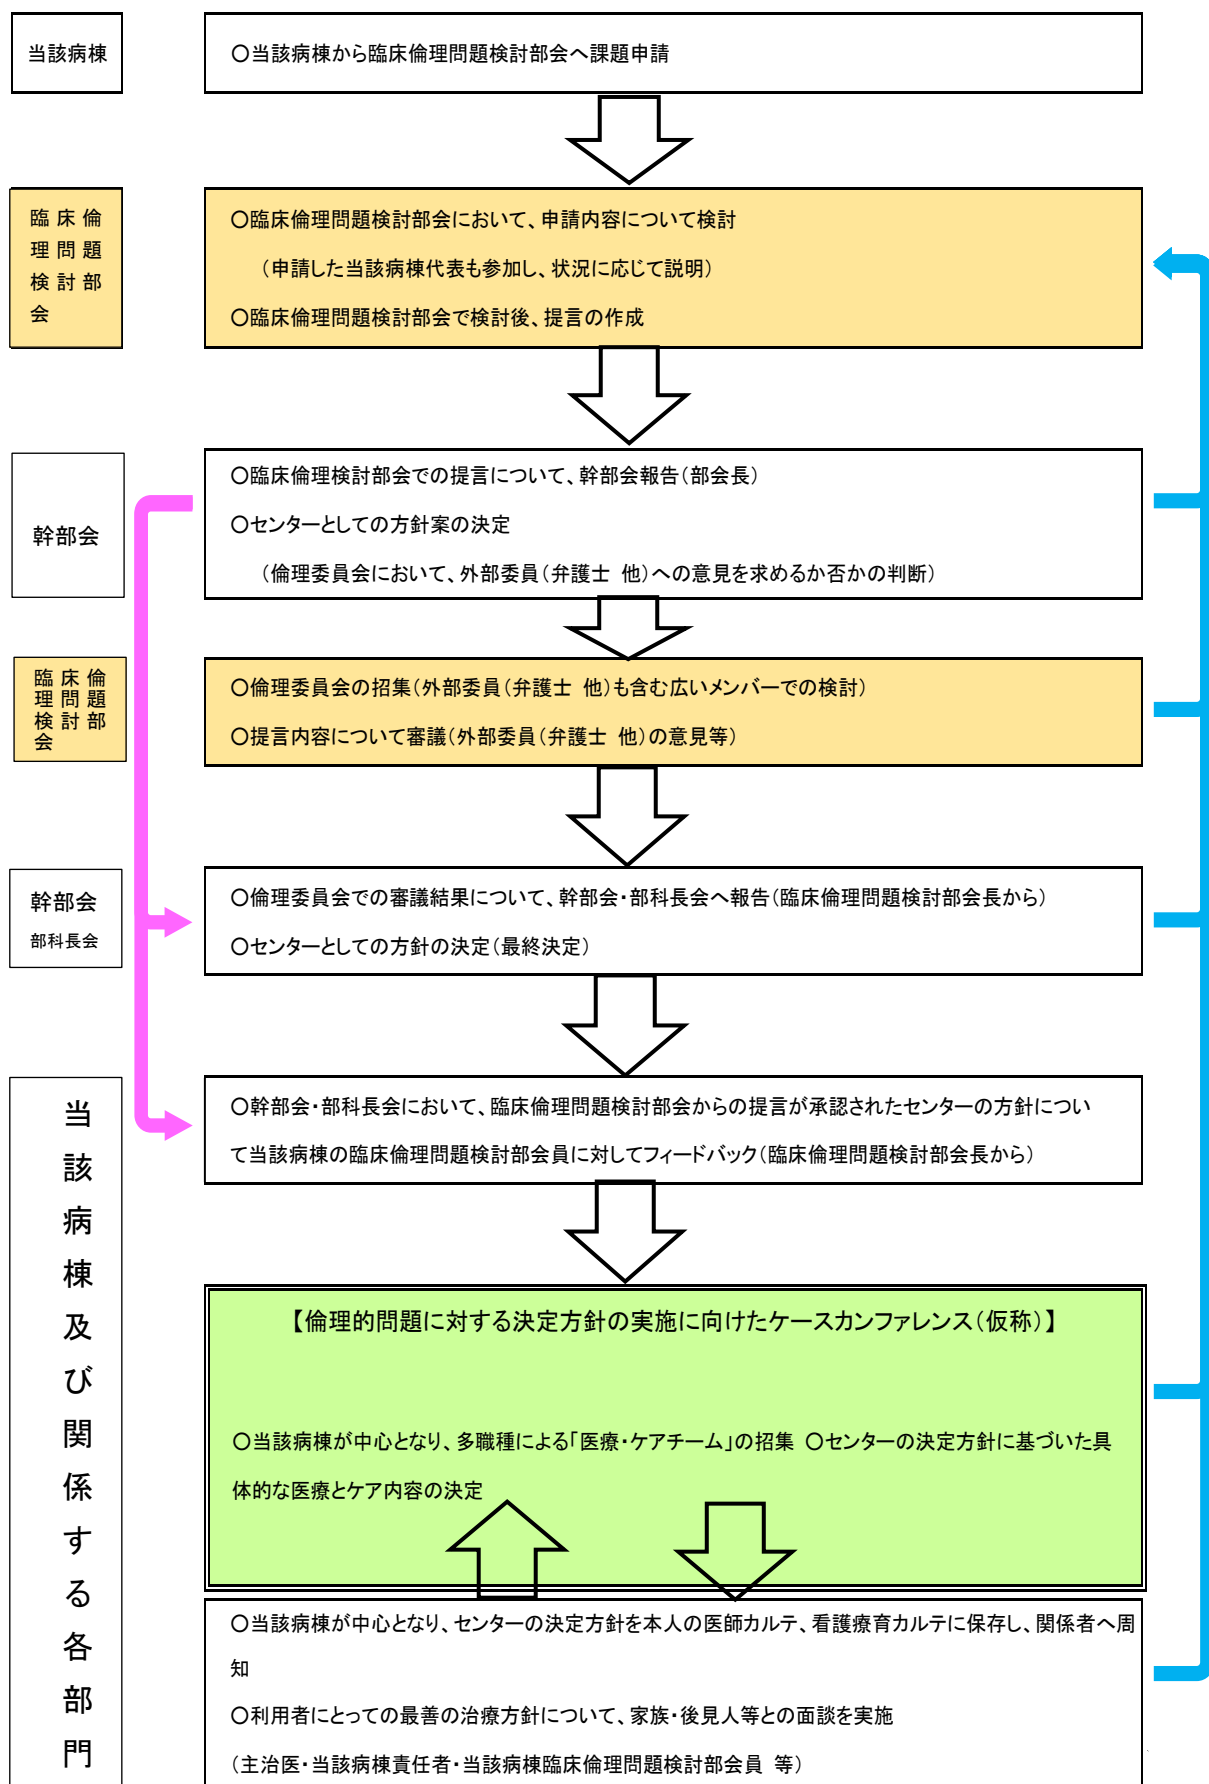 当該病棟
〇当該病棟から臨床倫理問題検討部会へ課題申請
臨床倫
理問題
検討部
会
〇臨床倫理問題検討部会において、申請内容について検討
（申請した当該病棟代表も参加し、状況に応じて説明）
〇臨床倫理問題検討部会で検討後、提言の作成
幹部会
〇臨床倫理検討部会での提言について、幹部会報告（部会長）
〇センターとしての方針案の決定
（倫理委員会において、外部委員（弁護士 他）への意見を求めるか否かの判断）
臨床倫
理問題
検討部
会
〇倫理委員会の招集（外部委員（弁護士 他）も含む広いメンバーでの検討）
〇提言内容について審議（外部委員（弁護士 他）の意見等）
幹部会
部科長会
〇倫理委員会での審議結果について、幹部会・部科長会へ報告（臨床倫理問題検討部会長から）
〇センターとしての方針の決定（最終決定）
当該病棟及び関係する各部門
〇幹部会・部科長会において、臨床倫理問題検討部会からの提言が承認されたセンターの方針につい
て当該病棟の臨床倫理問題検討部会員に対してフィードバック（臨床倫理問題検討部会長から）
【倫理的問題に対する決定方針の実施に向けたケースカンファレンス（仮称）】
〇当該病棟が中心となり、多職種による「医療・ケアチーム」の招集 〇センターの決定方針に基づいた具
体的な医療とケア内容の決定
〇当該病棟が中心となり、センターの決定方針を本人の医師カルテ、看護療育カルテに保存し、関係者へ周
知
〇利用者にとっての最善の治療方針について、家族・後見人等との面談を実施
（主治医・当該病棟責任者・当該病棟臨床倫理問題検討部会員 等）